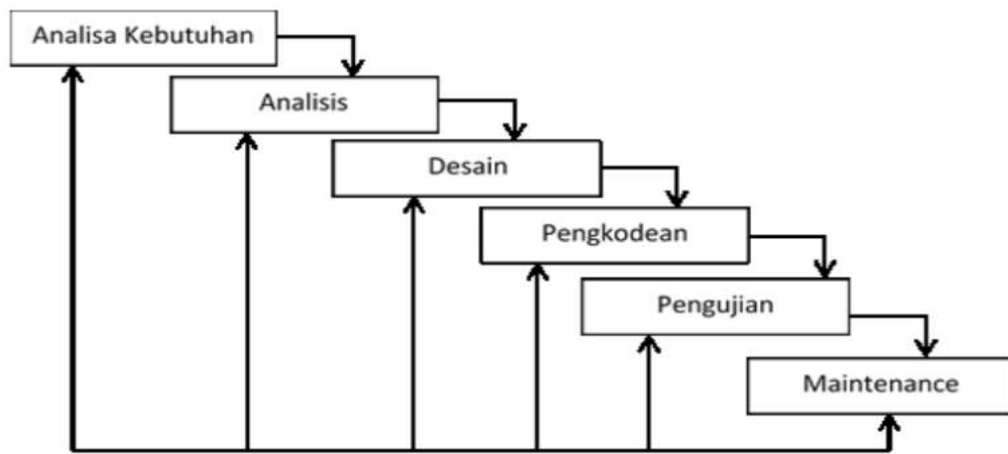 Analisa Kebutuhan
Analisis
Desain
Pengkodean
Pengujian
Maintenance